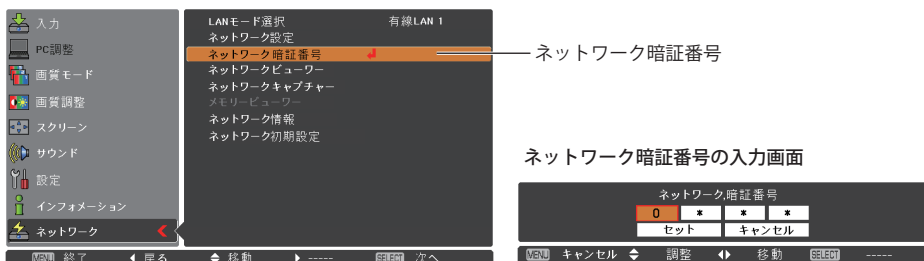 入力
PC調整
画質モード
画質調整
スクリーン
サウンド
設定
インフォメーション
ネットワーク
LANモード選択 有線LAN 1
ネットワーク設定
ネットワーク暗証番号
ネットワークビューワー
ネットワークキャプチャー
メモリービューワー
ネットワーク情報
ネットワーク初期設定
MENU 終了 戻る 移動 ----- SELECT 次へ
ネットワーク暗証番号
ネットワーク暗証番号の入力画面
ネットワーク,暗証番号
0 * * *
セット キャンセル
MENU キャンセル 調整 移動 SELECT -----